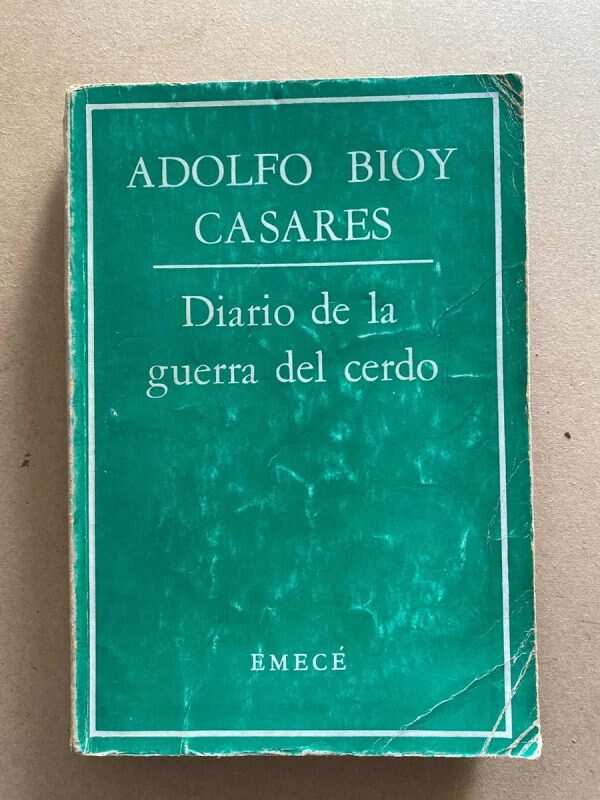 ADOLFO BIOY
CASARES
Diario de la
guerra del cerdo
EMECÉ